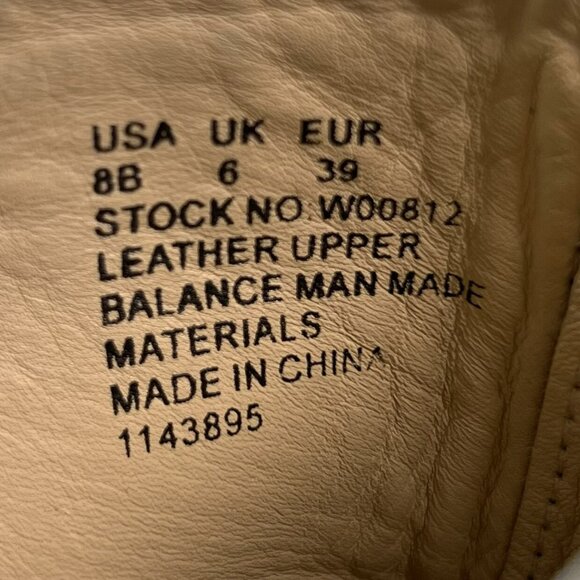 USA UK EUR
8B 6 39
STOCK NO.W00812
LEATHER UPPER
BALANCE MAN MADE
MATERIALS
MADE IN CHINA
1143895